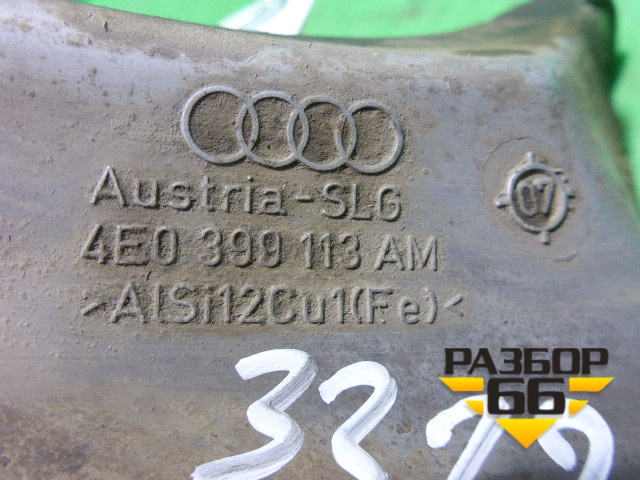 Austria-SLG
07
4E0 399 113 AM
>AlSi12Cu1(Fe)<
РАЗБОР
66